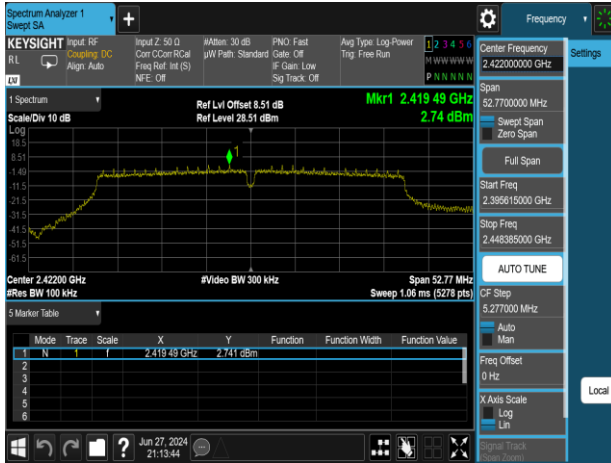 Spectrum Analyzer 1
Swept SA
Frequency
KEYSIGHT Input: RF Input Z: 50 Ω #Atten: 30 dB PNO: Fast Avg Type: Log-Power 1 2 3 4 5 6
RL Coupling: DC Corr CCorr RCal µW Path: Standard Gate: Off Trig: Free Run M WW WW W
Align: Auto Freq Ref: Int (S) IF Gain: Low
LXI NFE: Off Sig Track: Off P N N N N N
1 Spectrum
Ref Lvl Offset 8.51 dB Mkr1 2.419 49 GHz
Scale/Div 10 dB Ref Level 28.51 dBm 2.74 dBm
Log
18.5
8.51
-1.49
-11.5
-21.5
-31.5
-41.5
-51.5
-61.5
1
Center 2.42200 GHz #Video BW 300 kHz Span 52.77 MHz
#Res BW 100 kHz Sweep 1.06 ms (5278 pts)
5 Marker Table
Mode Trace Scale X Y Function Function Width Function Value
1 N 1 f 2.419 49 GHz 2.741 dBm
2
3
4
5
6
Jun 27, 2024
21:13:44
?
Center Frequency
2.422000000 GHz
Settings
Span
52.7700000 MHz
Swept Span
Zero Span
Full Span
Start Freq
2.395615000 GHz
Stop Freq
2.448385000 GHz
AUTO TUNE
CF Step
5.277000 MHz
Auto
Man
Freq Offset
0 Hz
Local
X Axis Scale
Log
Lin
Signal Track
(Span Zoom)